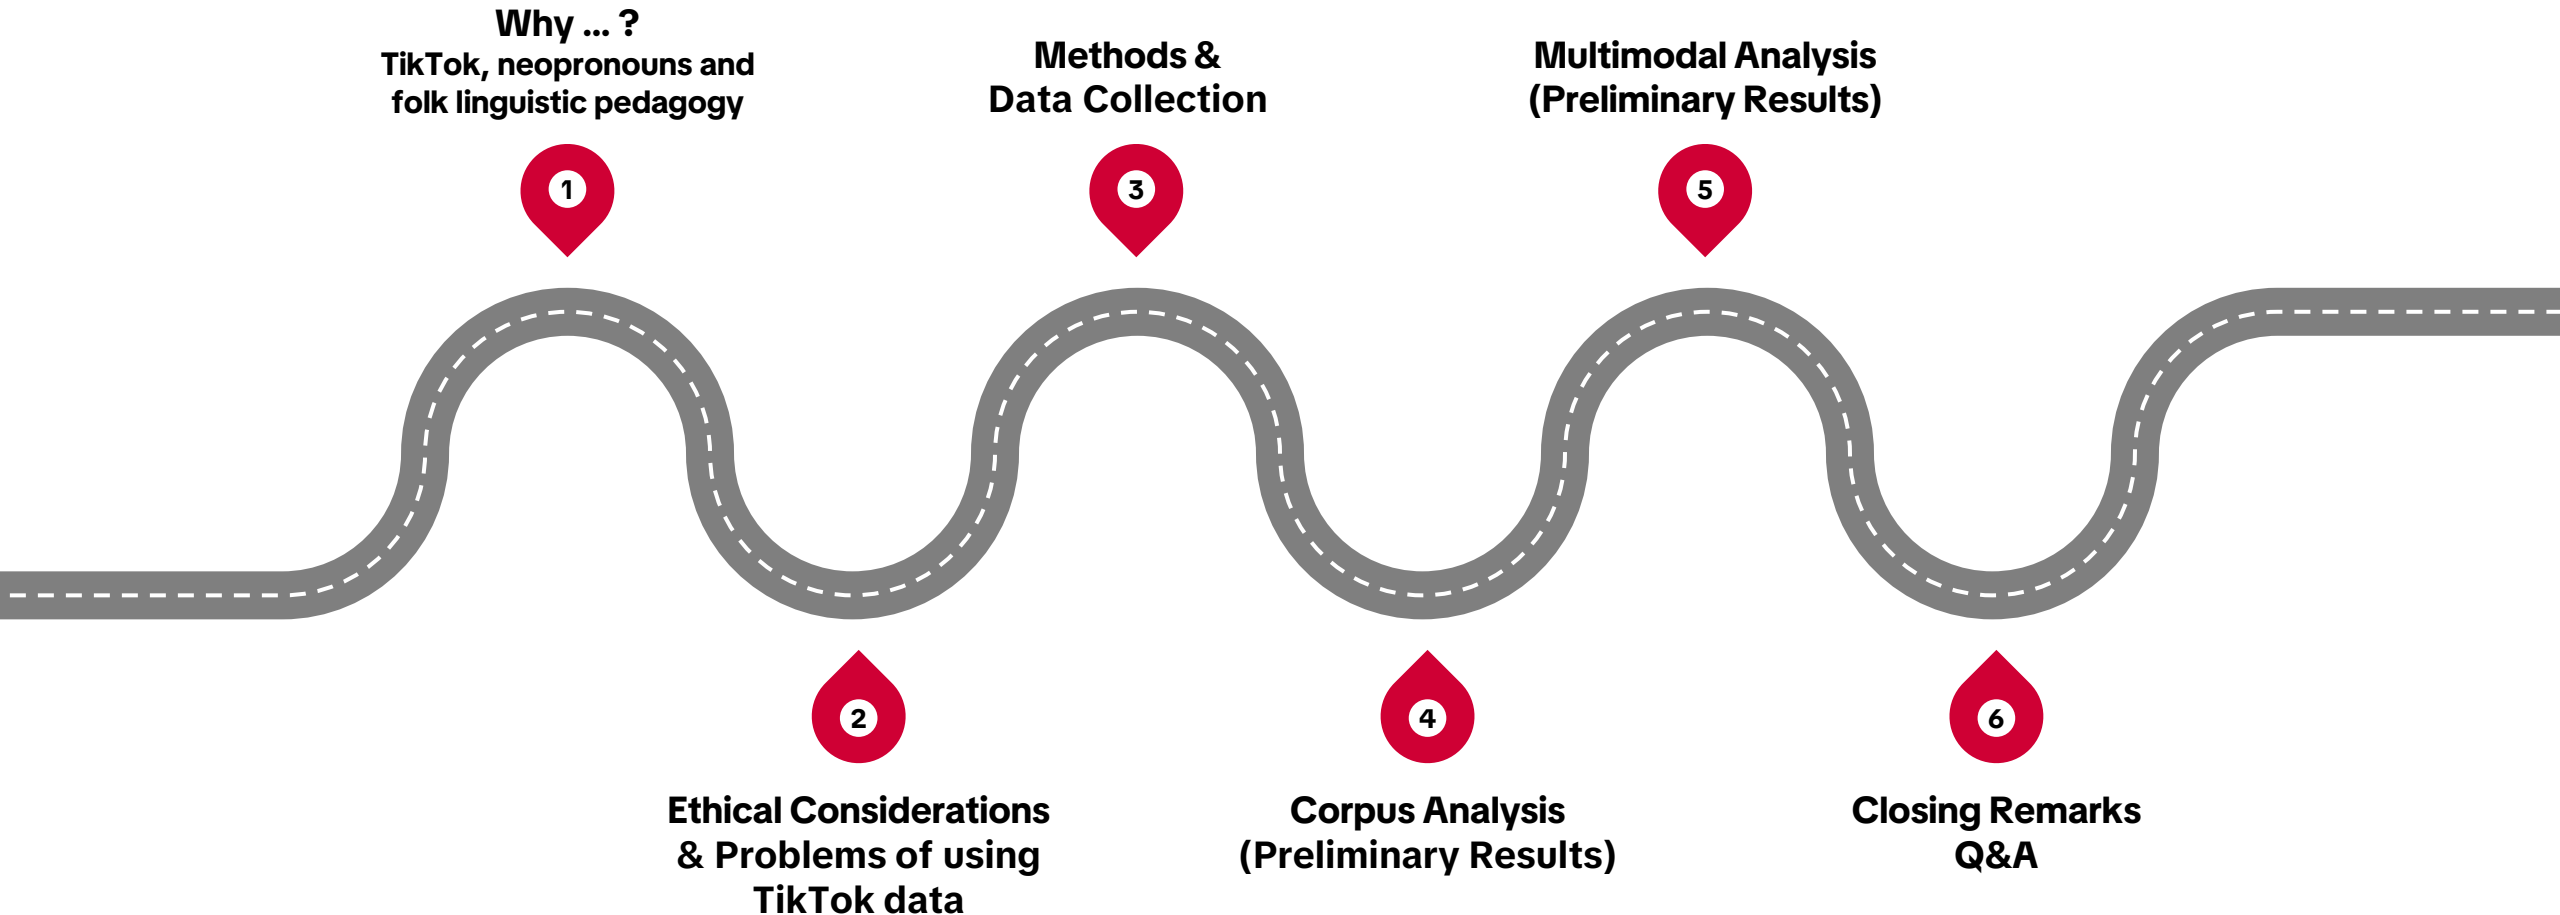 Why ... ?
TikTok, neopronouns and
folk linguistic pedagogy
1
Ethical Considerations
& Problems of using
TikTok data
2
Methods &
Data Collection
3
Corpus Analysis
(Preliminary Results)
4
Multimodal Analysis
(Preliminary Results)
5
Closing Remarks
Q&A
6